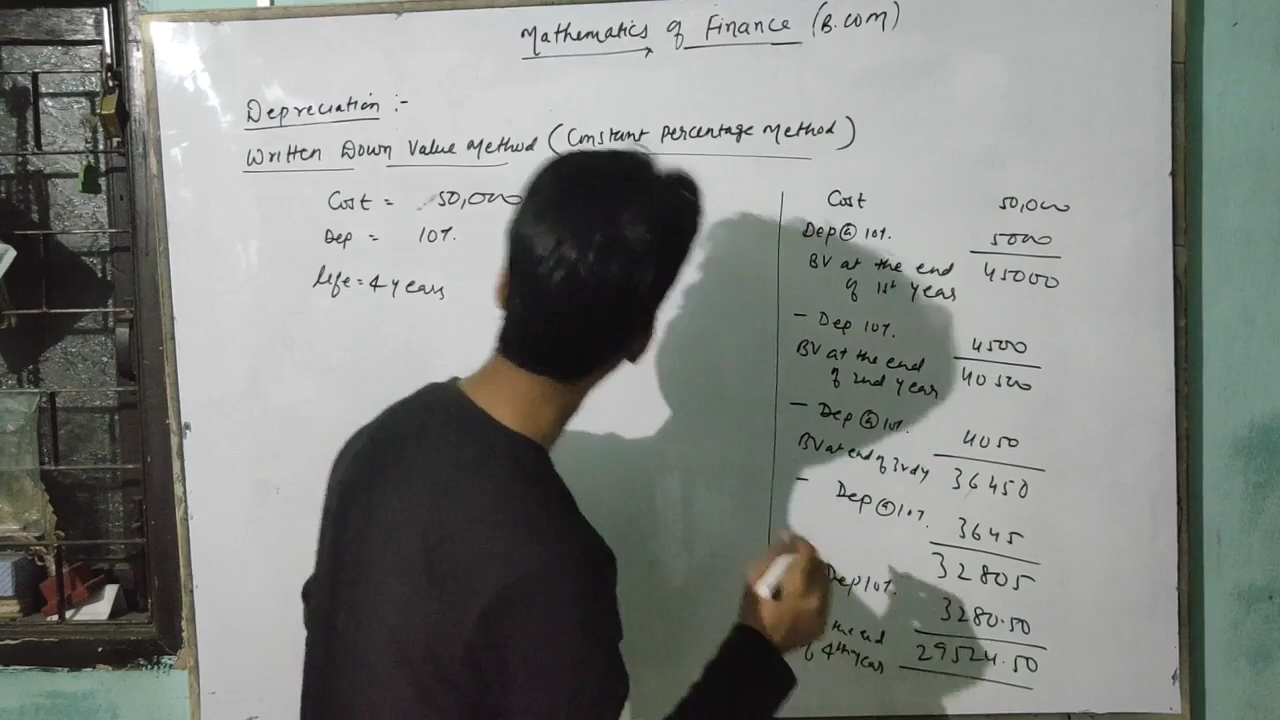 Mathematics of Finance (B.COM)
Depreciation :-
Written Down Value Method (Constant Percentage Method)
Cost = 50,000
Dep = 10%.
life = 4 years
Cost 50,000
Dep @ 10%. 5000
BV at the end 45000
of 1st year
- Dep 10%. 4500
BV at the end 40500
of 2nd year
- Dep @ 10%. 4050
BV at end of 3rd y 36450
- Dep @ 10%. 3645
32805
Dep 10%. 3280.50
the end 29524.50
of 4th year